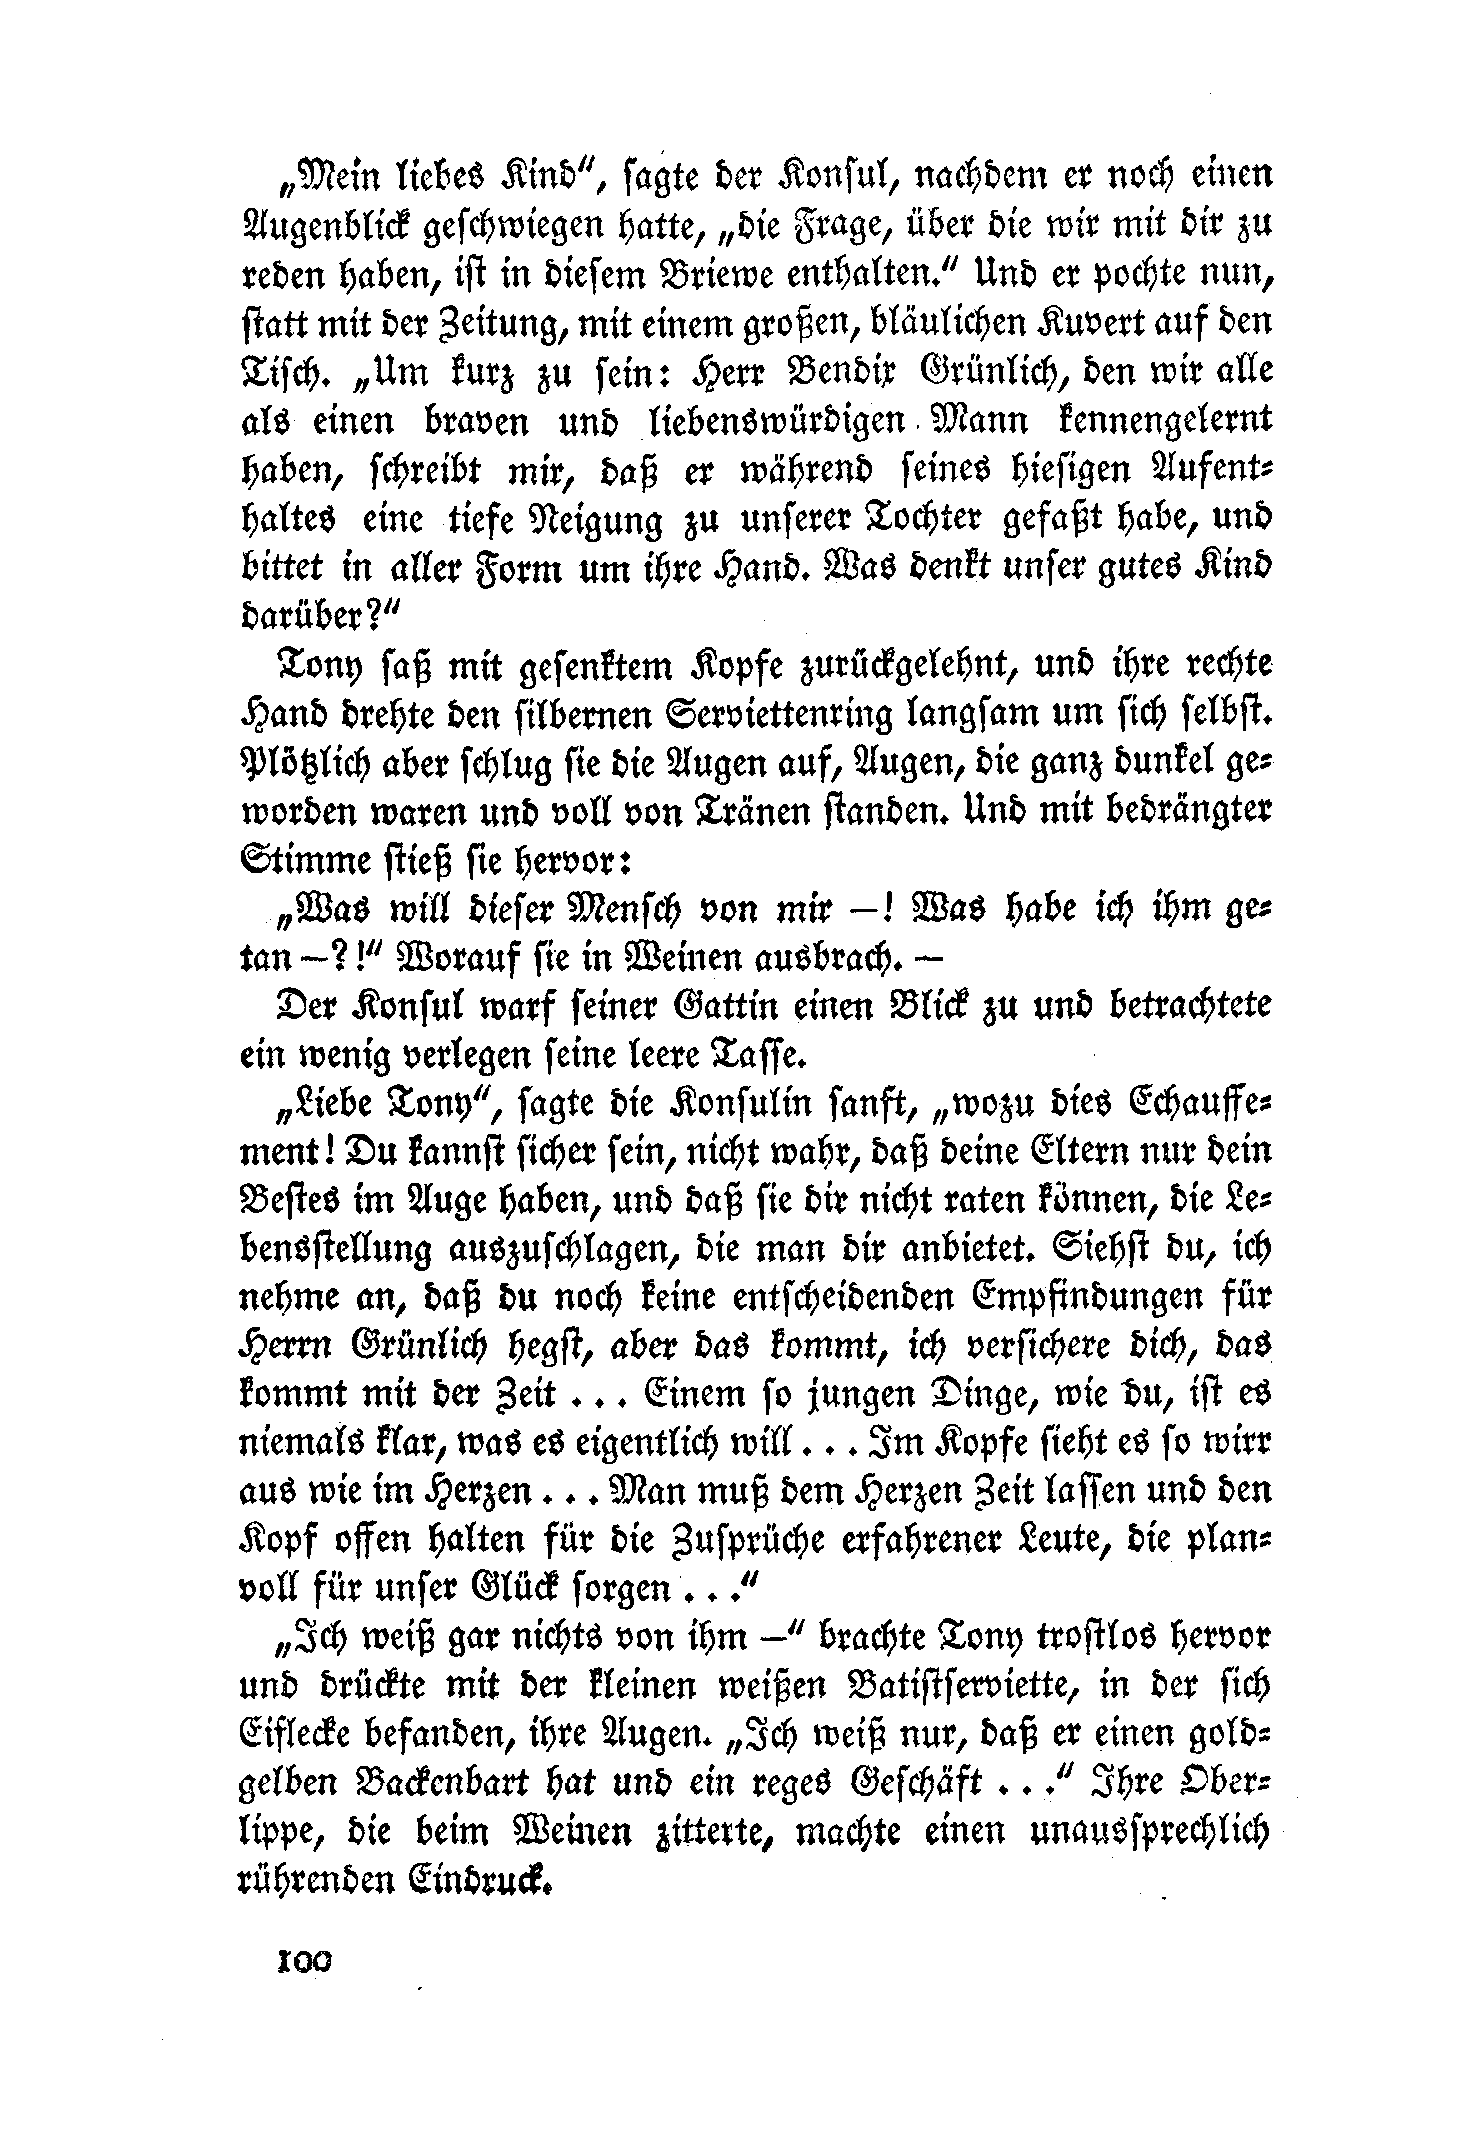 „Mein liebes Kind“, sagte der Konsul, nachdem er noch einen
Augenblick geschwiegen hatte, „die Frage, über die wir mit dir zu
reden haben, ist in diesem Briewe enthalten.“ Und er pochte nun,
statt mit der Zeitung, mit einem großen, bläulichen Kuvert auf den
Tisch. „Um kurz zu sein: Herr Bendix Grünlich, den wir alle
als einen braven und liebenswürdigen Mann kennengelernt
haben, schreibt mir, daß er während seines hiesigen Aufent-
haltes eine tiefe Neigung zu unserer Tochter gefaßt habe, und
bittet in aller Form um ihre Hand. Was denkt unser gutes Kind
darüber?“
Tony saß mit gesenktem Kopfe zurückgelehnt, und ihre rechte
Hand drehte den silbernen Serviettenring langsam um sich selbst.
Plötzlich aber schlug sie die Augen auf, Augen, die ganz dunkel ge-
worden waren und voll von Tränen standen. Und mit bedrängter
Stimme stieß sie hervor:
„Was will dieser Mensch von mir —! Was habe ich ihm ge-
tan —?!“ Worauf sie in Weinen ausbrach. —
Der Konsul warf seiner Gattin einen Blick zu und betrachtete
ein wenig verlegen seine leere Tasse.
„Liebe Tony“, sagte die Konsulin sanft, „wozu dies Echauffe-
ment! Du kannst sicher sein, nicht wahr, daß deine Eltern nur dein
Bestes im Auge haben, und daß sie dir nicht raten können, die Le-
bensstellung auszuschlagen, die man dir anbietet. Siehst du, ich
nehme an, daß du noch keine entscheidenden Empfindungen für
Herrn Grünlich hegst, aber das kommt, ich versichere dich, das
kommt mit der Zeit . . . Einem so jungen Dinge, wie du, ist es
niemals klar, was es eigentlich will . . . Im Kopfe sieht es so wirr
aus wie im Herzen . . . Man muß dem Herzen Zeit lassen und den
Kopf offen halten für die Zusprüche erfahrener Leute, die plan-
voll für unser Glück sorgen . . .“
„Ich weiß gar nichts von ihm —“ brachte Tony trostlos hervor
und drückte mit der kleinen weißen Batistserviette, in der sich
Eiflecke befanden, ihre Augen. „Ich weiß nur, daß er einen gold-
gelben Backenbart hat und ein reges Geschäft . . .“ Ihre Ober-
lippe, die beim Weinen zitterte, machte einen unaussprechlich
rührenden Eindruck.
100